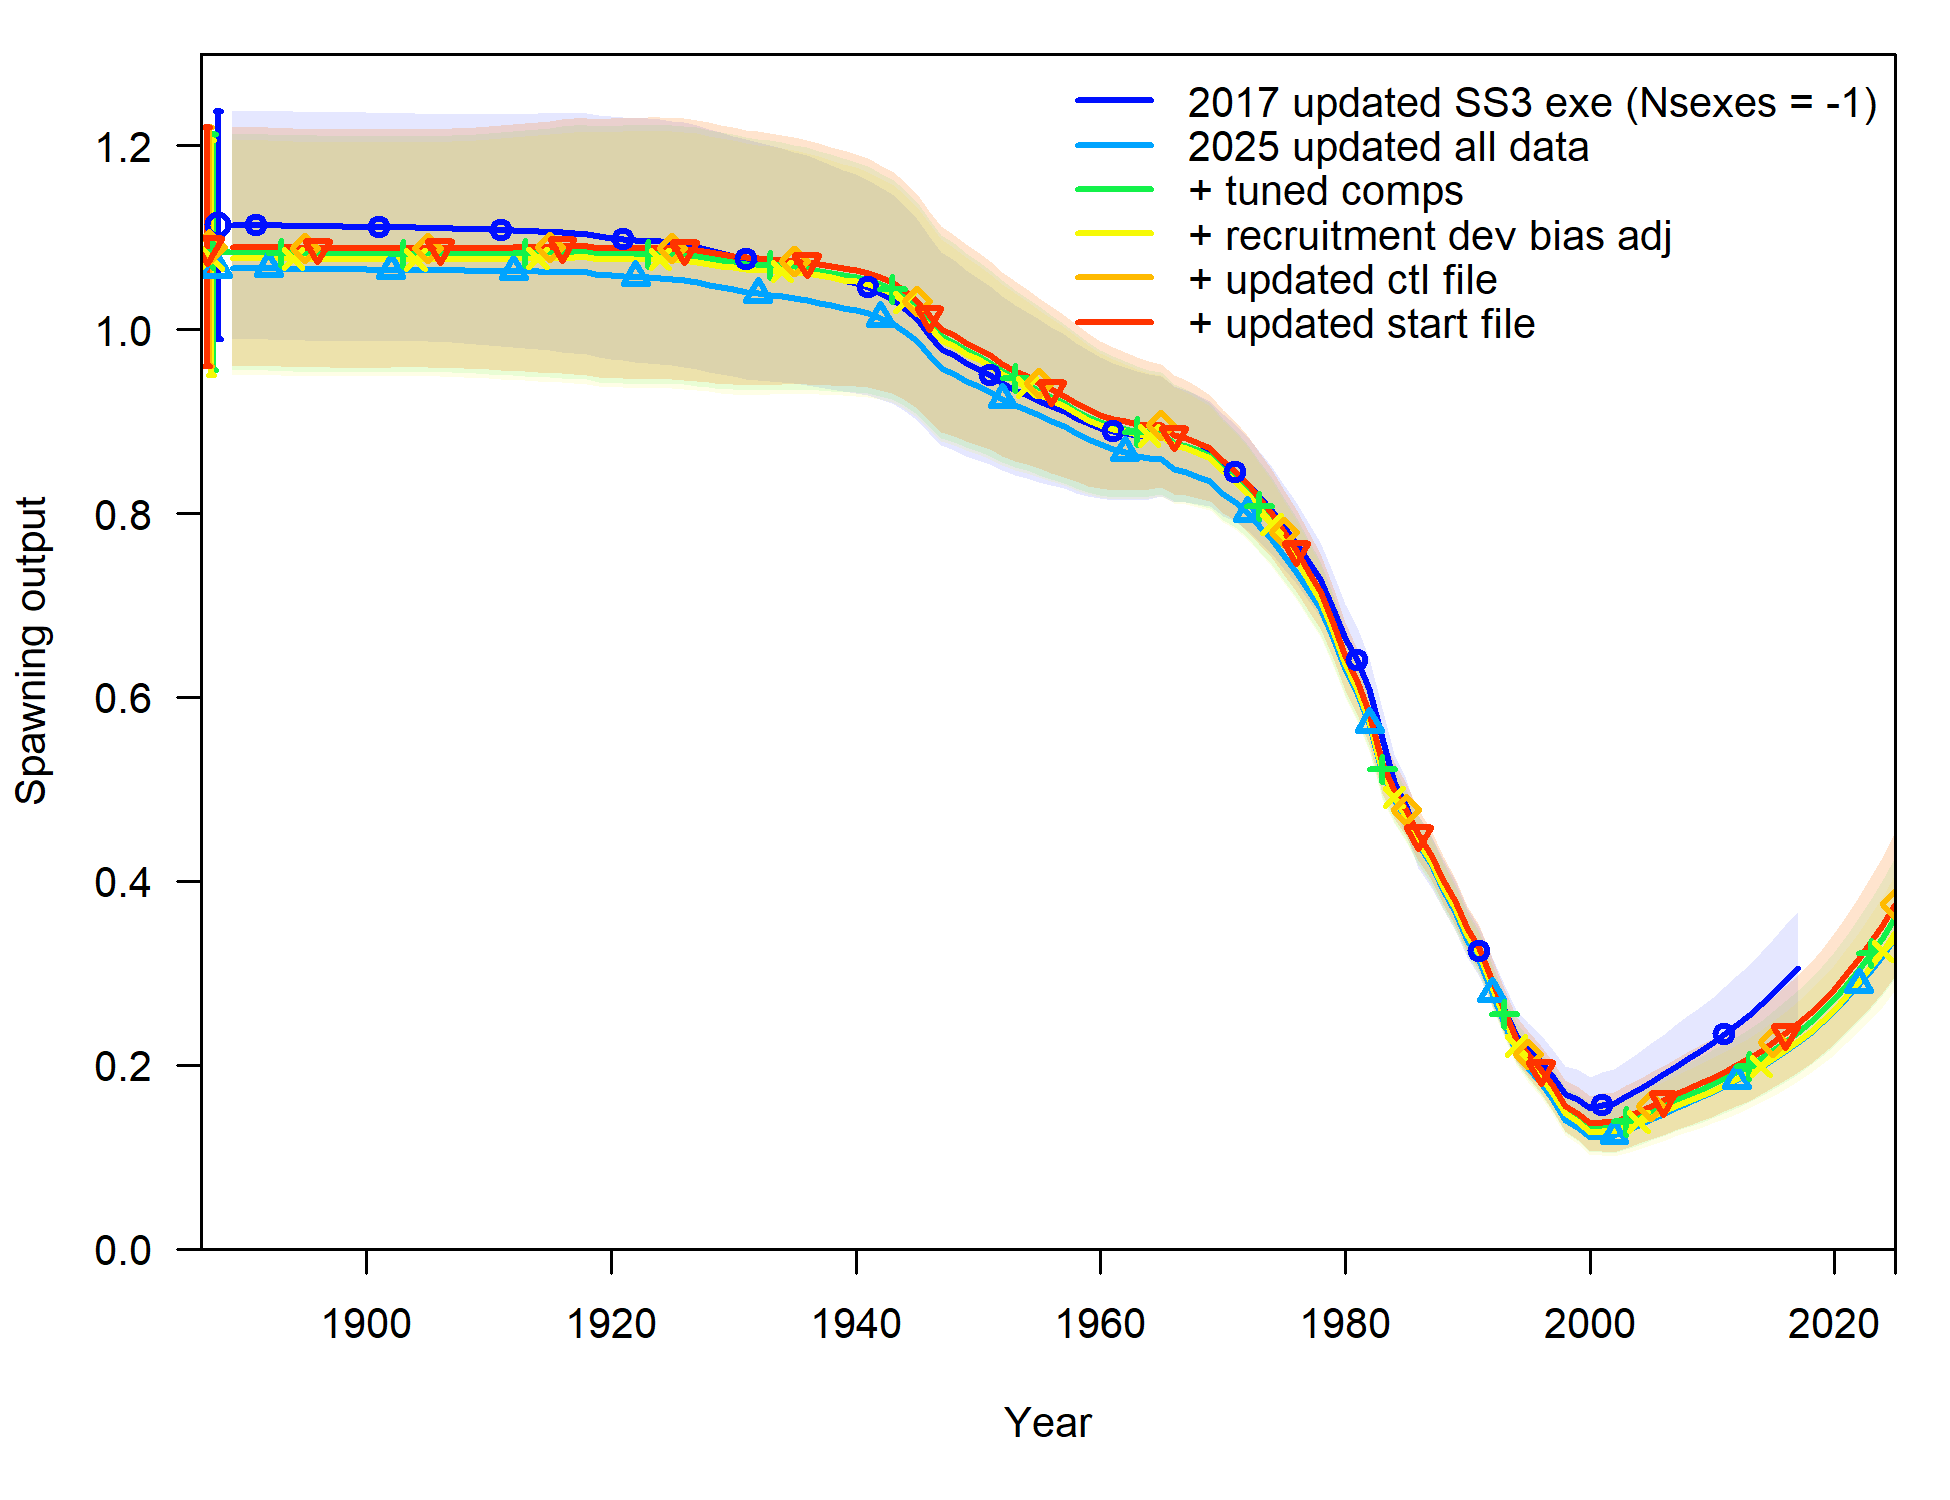 2017 updated SS3 exe (Nsexes = -1)
2025 updated all data
+ tuned comps
+ recruitment dev bias adj
+ updated ctl file
+ updated start file
Spawning output
1.2
1.0
0.8
0.6
0.4
0.2
0.0
1900 1920 1940 1960 1980 2000 2020
Year